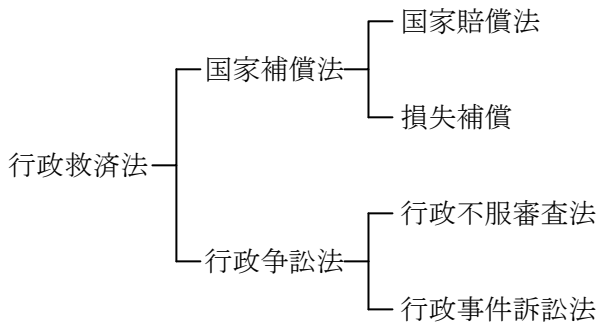 国家賠償法
国家補償法
損失補償
行政救済法
行政不服審査法
行政争訟法
行政事件訴訟法